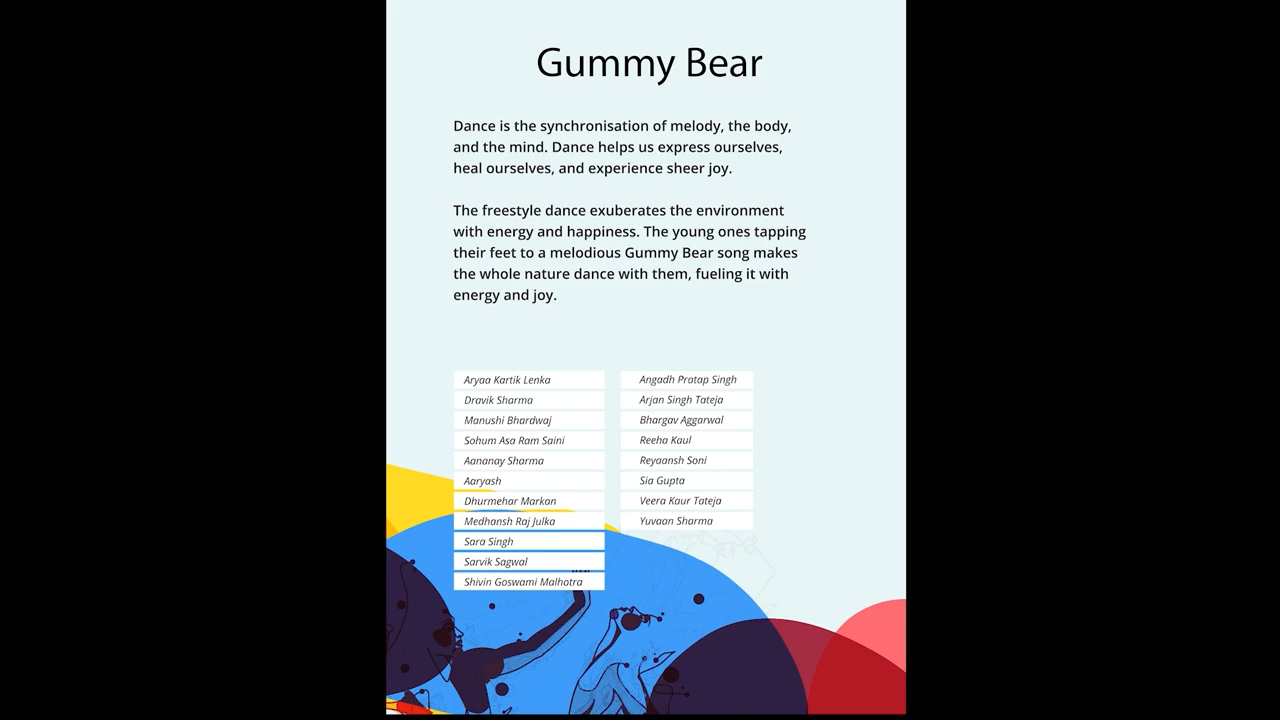 Gummy Bear
Dance is the synchronisation of melody, the body,
and the mind. Dance helps us express ourselves,
heal ourselves, and experience sheer joy.
The freestyle dance exuberates the environment
with energy and happiness. The young ones tapping
their feet to a melodious Gummy Bear song makes
the whole nature dance with them, fueling it with
energy and joy.
Aryaa Kartik Lenka
Dravik Sharma
Manushi Bhardwaj
Sohum Asa Ram Saini
Aananay Sharma
Aaryash
Dhurmehar Markan
Medhansh Raj Julka
Sara Singh
Sarvik Sagwal
Shivin Goswami Malhotra
Angadh Pratap Singh
Arjan Singh Tateja
Bhargav Aggarwal
Reeha Kaul
Reyaansh Soni
Sia Gupta
Veera Kaur Tateja
Yuvaan Sharma